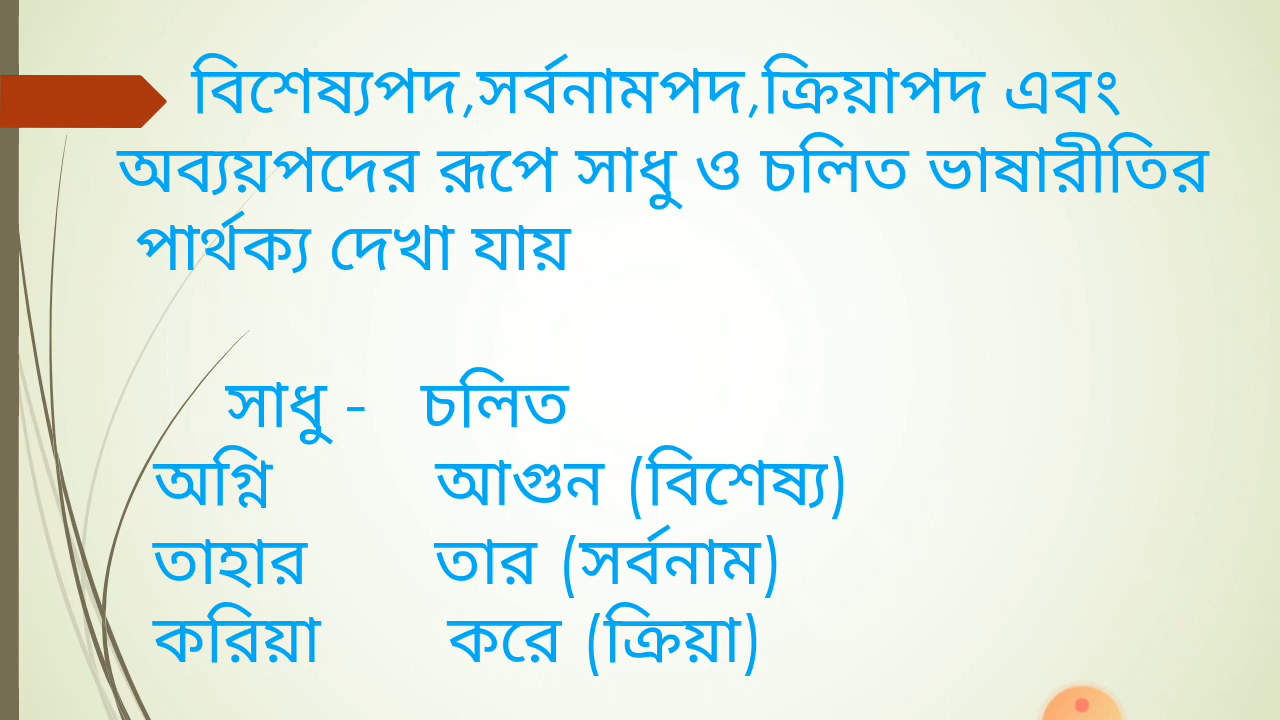 বিশেষ্যপদ,সর্বনামপদ,ক্রিয়াপদ এবং
অব্যয়পদের রূপে সাধু ও চলিত ভাষারীতির
পার্থক্য দেখা যায়
সাধু - চলিত
অগ্নি আগুন (বিশেষ্য)
তাহার তার (সর্বনাম)
করিয়া করে (ক্রিয়া)